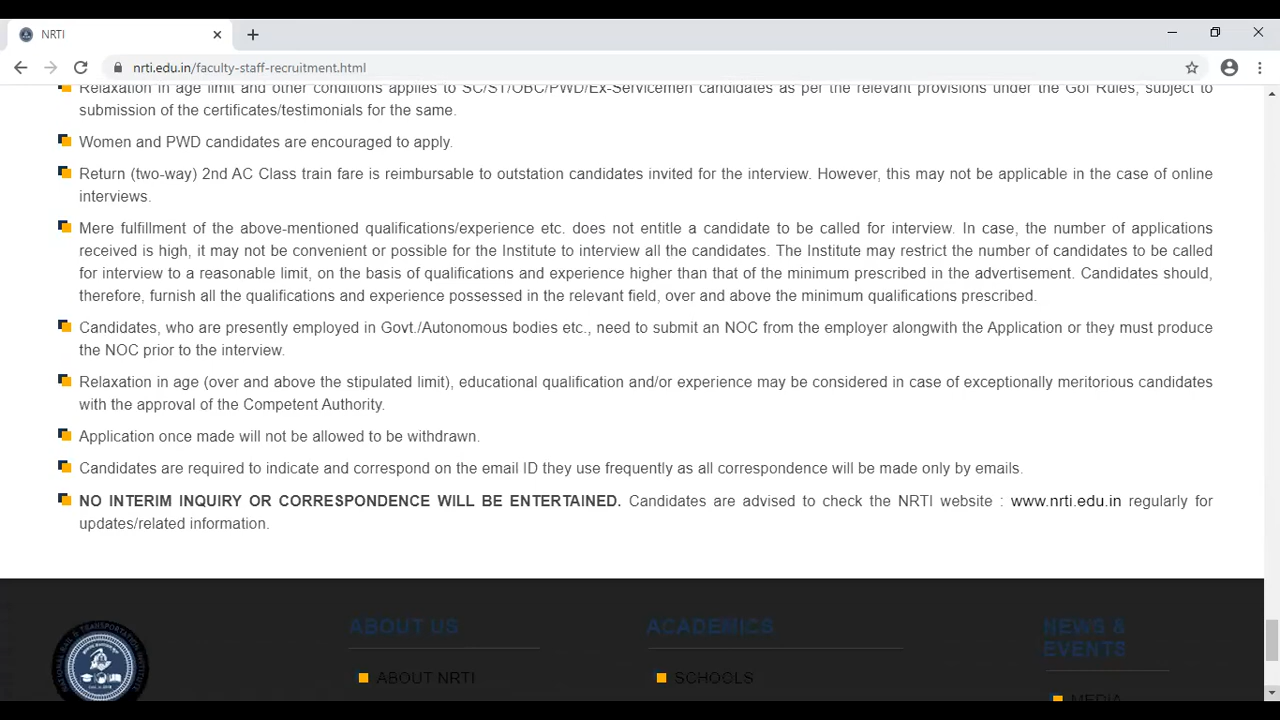 NRTI
nrti.edu.in/faculty-staff-recruitment.html
Relaxation in age limit and other conditions applies to SC/ST/OBC/PWD/Ex-Servicemen candidates as per the relevant provisions under the GoI Rules, subject to
submission of the certificates/testimonials for the same.
Women and PWD candidates are encouraged to apply.
Return (two-way) 2nd AC Class train fare is reimbursable to outstation candidates invited for the interview. However, this may not be applicable in the case of online
interviews.
Mere fulfillment of the above-mentioned qualifications/experience etc. does not entitle a candidate to be called for interview. In case, the number of applications
received is high, it may not be convenient or possible for the Institute to interview all the candidates. The Institute may restrict the number of candidates to be called
for interview to a reasonable limit, on the basis of qualifications and experience higher than that of the minimum prescribed in the advertisement. Candidates should,
therefore, furnish all the qualifications and experience possessed in the relevant field, over and above the minimum qualifications prescribed.
Candidates, who are presently employed in Govt./Autonomous bodies etc., need to submit an NOC from the employer alongwith the Application or they must produce
the NOC prior to the interview.
Relaxation in age (over and above the stipulated limit), educational qualification and/or experience may be considered in case of exceptionally meritorious candidates
with the approval of the Competent Authority.
Application once made will not be allowed to be withdrawn.
Candidates are required to indicate and correspond on the email ID they use frequently as all correspondence will be made only by emails.
NO INTERIM INQUIRY OR CORRESPONDENCE WILL BE ENTERTAINED. Candidates are advised to check the NRTI website : www.nrti.edu.in regularly for
updates/related information.
ABOUT US
ABOUT NRTI
ACADEMICS
SCHOOLS
NEWS &
EVENTS
MEDIA